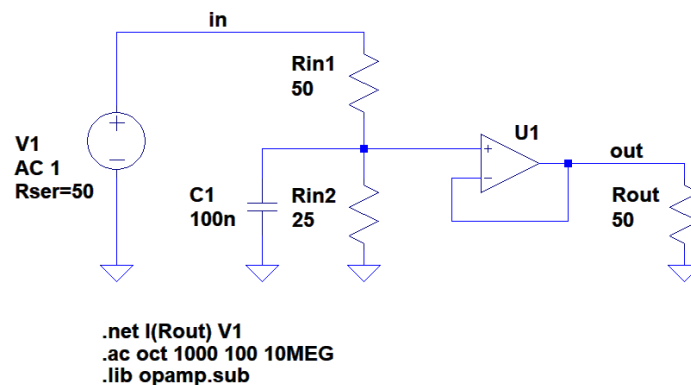 in
Rin1
50
V1
AC 1
Rser=50
C1
100n
Rin2
25
U1
out
Rout
50
.net I(Rout) V1
.ac oct 1000 100 10MEG
.lib opamp.sub